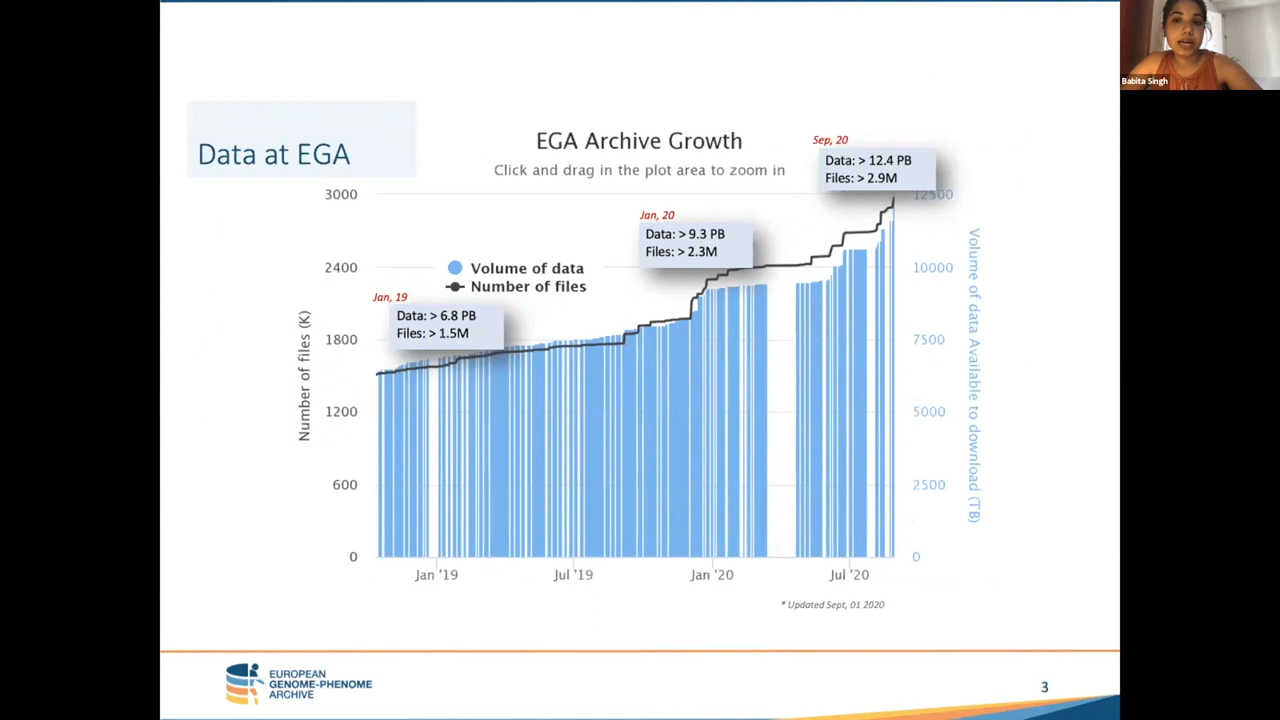 Babita Singh
Data at EGA
EGA Archive Growth
Click and drag in the plot area to zoom in
Sep, 20
Data: > 12.4 PB
Files: > 2.9M
Jan, 20
Data: > 9.3 PB
Files: > 2.3M
Volume of data
Number of files
Jan, 19
Data: > 6.8 PB
Files: > 1.5M
Number of files (K)
3000
2400
1800
1200
600
0
12500
10000
7500
5000
2500
0
Volume of data Available to download (TB)
Jan '19
Jul '19
Jan '20
Jul '20
* Updated Sept, 01 2020
EUROPEAN
GENOME-PHENOME
ARCHIVE
3